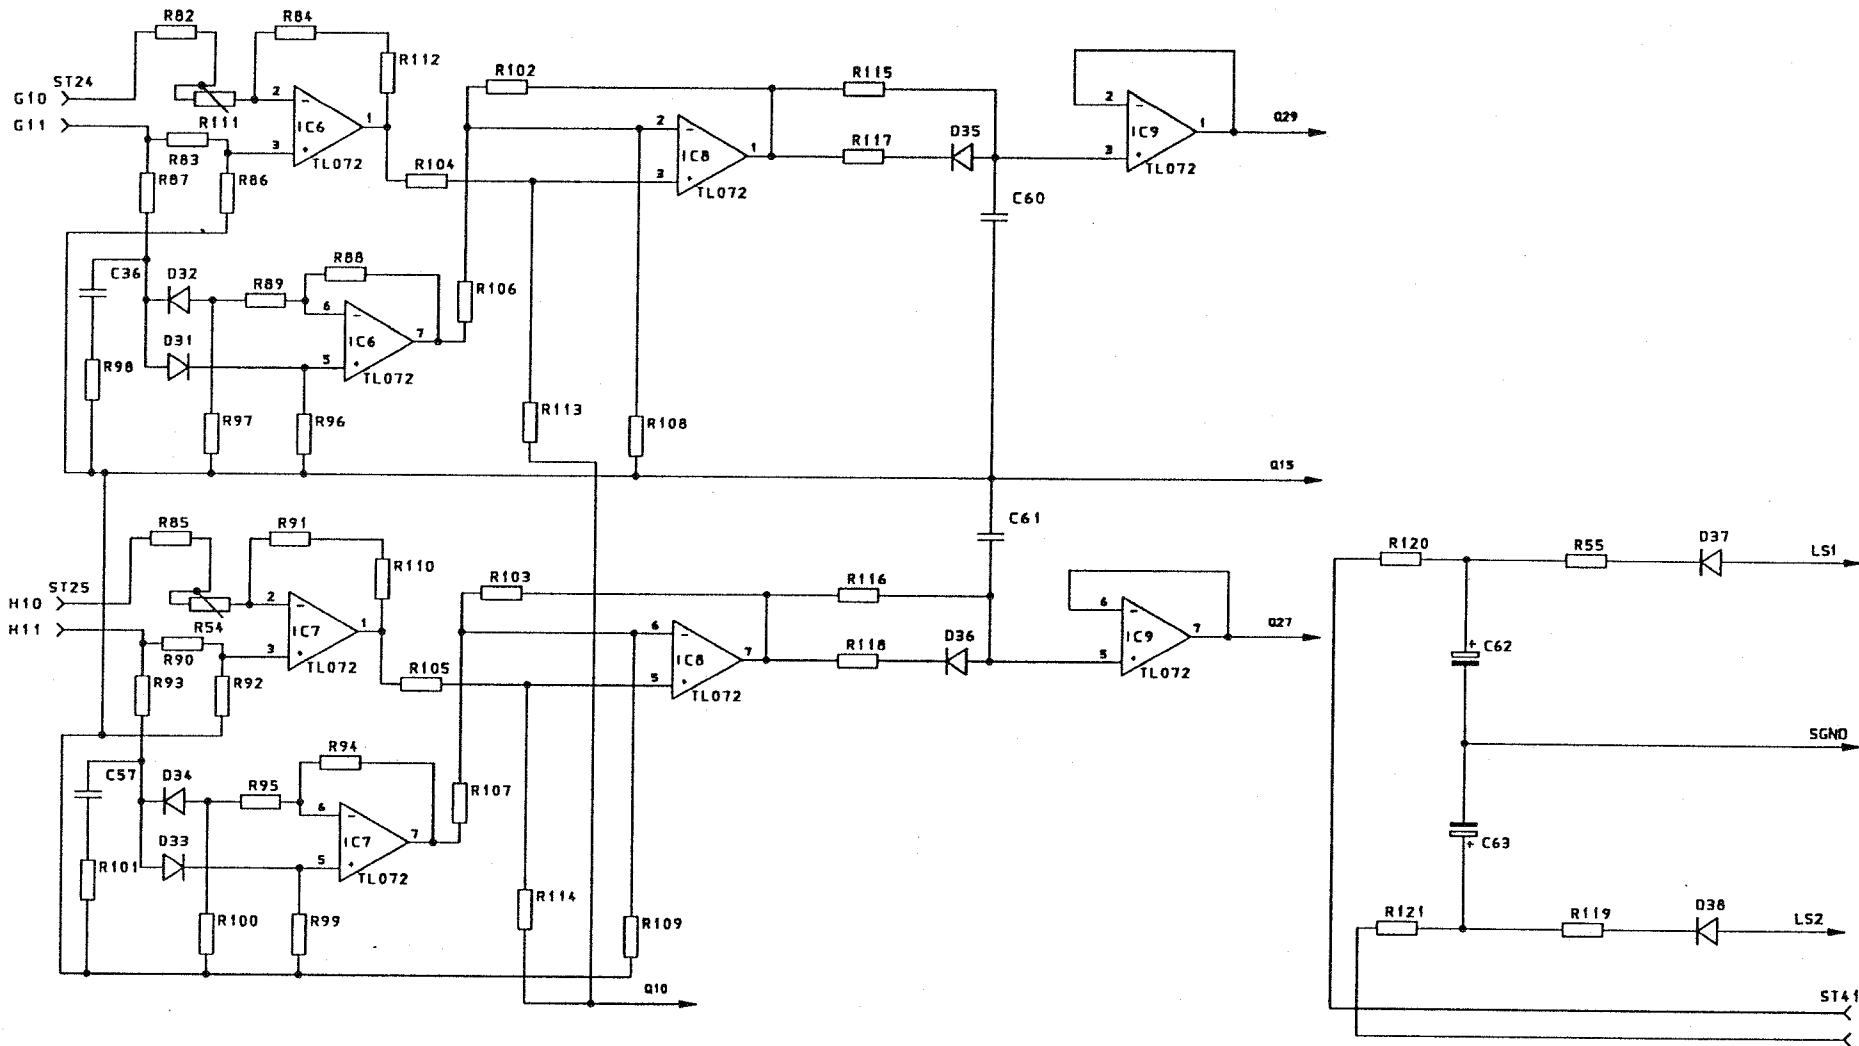 R82
R84
R112
ST24
G10
G11
R111
2
3
1
IC6
TL072
R83
R87
R86
R104
R102
R115
R117
D35
2
3
1
IC8
TL072
2
3
1
IC9
TL072
Q29
C60
C36
D32
R89
R88
R106
6
5
7
IC6
TL072
D31
R98
R97
R96
R113
R108
Q15
C61
R85
R91
R110
ST25
H10
H11
R54
2
3
1
IC7
TL072
R90
R93
R92
R105
R103
R116
R118
D36
6
5
7
IC8
TL072
6
5
7
IC9
TL072
Q27
R120
R55
D37
LS1
+
C62
SGND
C63
+
C57
D34
R95
R94
R107
6
5
7
IC7
TL072
D33
R101
R100
R99
R114
R109
Q10
R121
R119
D38
LS2
ST41